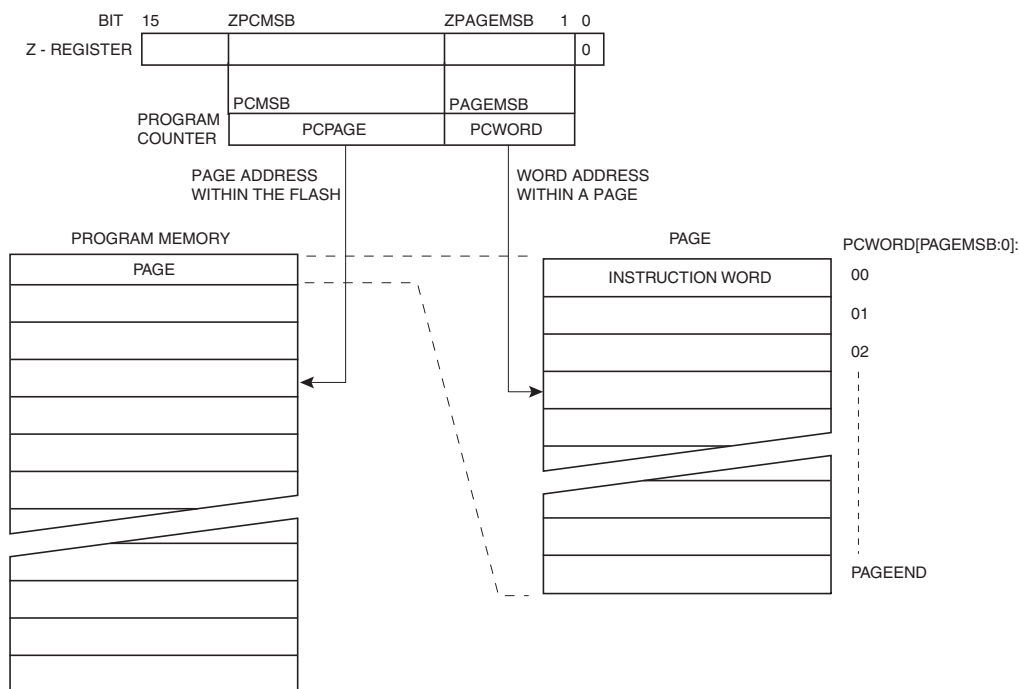 BIT 15 ZPCMSB ZPAGEMSB 1 0
Z - REGISTER 0
PCMSB PAGEMSB
PROGRAM
COUNTER
PCPAGE PCWORD
PAGE ADDRESS
WITHIN THE FLASH
WORD ADDRESS
WITHIN A PAGE
PROGRAM MEMORY
PAGE
PAGE
INSTRUCTION WORD
PCWORD[PAGEMSB:0]:
00
01
02
PAGEEND